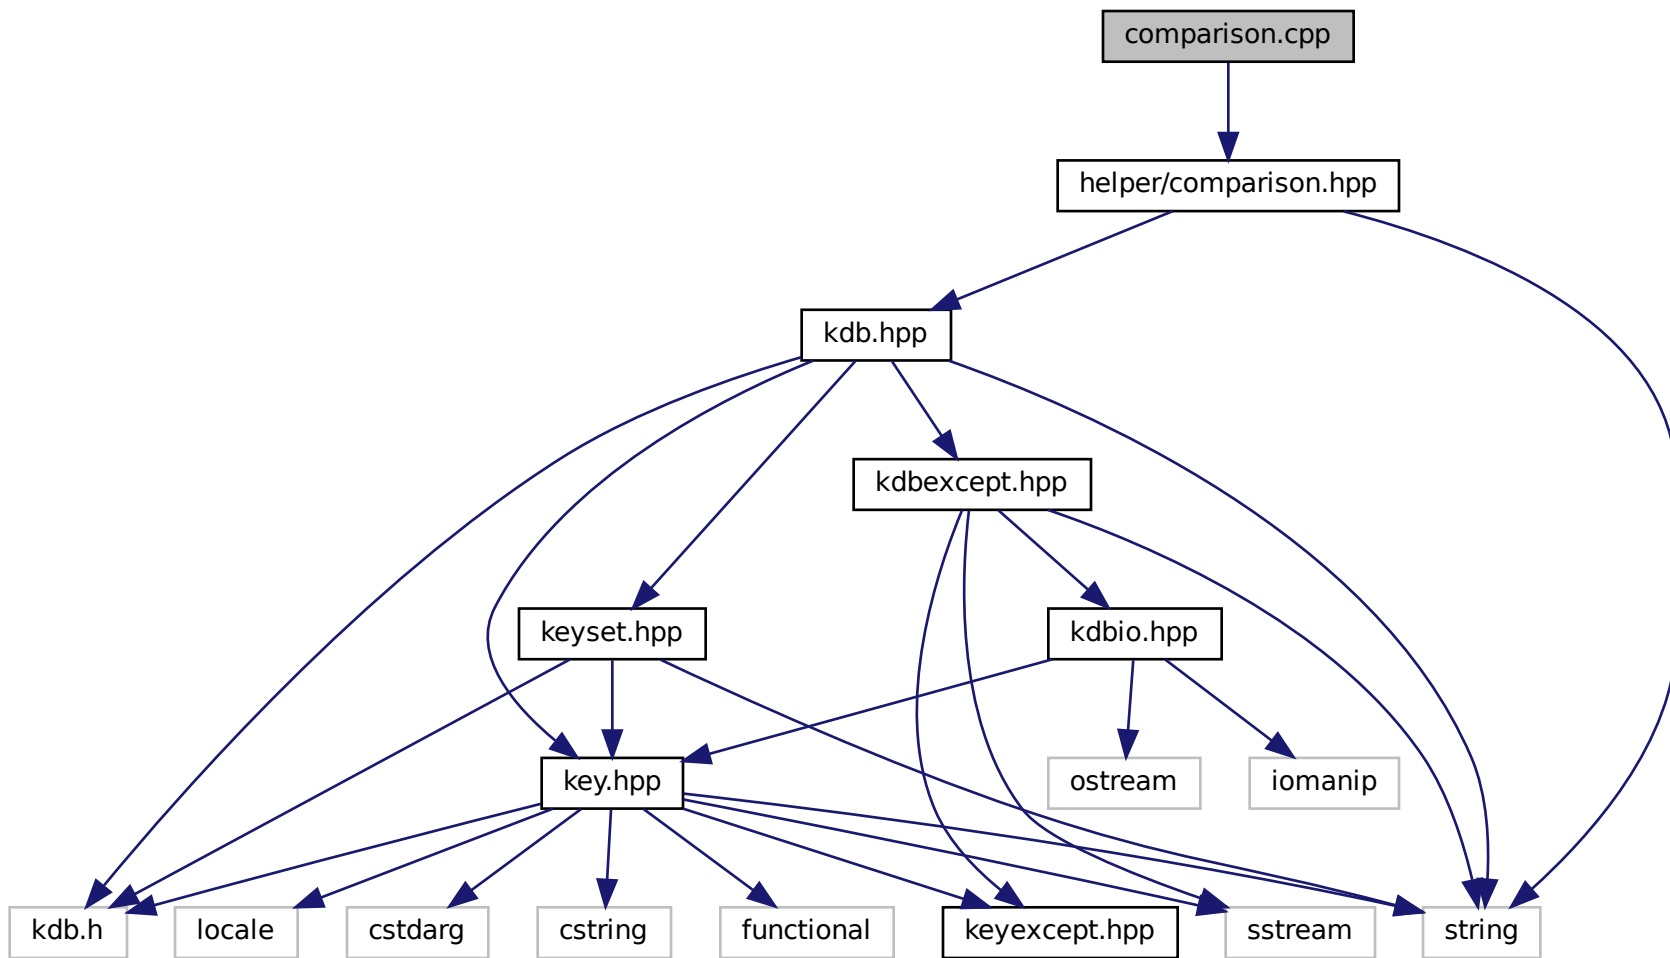 comparison.cpp
helper/comparison.hpp
kdb.hpp
kdbexcept.hpp
keyset.hpp
kdbio.hpp
key.hpp
ostream
iomanip
kdb.h
locale
cstdarg
cstring
functional
keyexcept.hpp
sstream
string